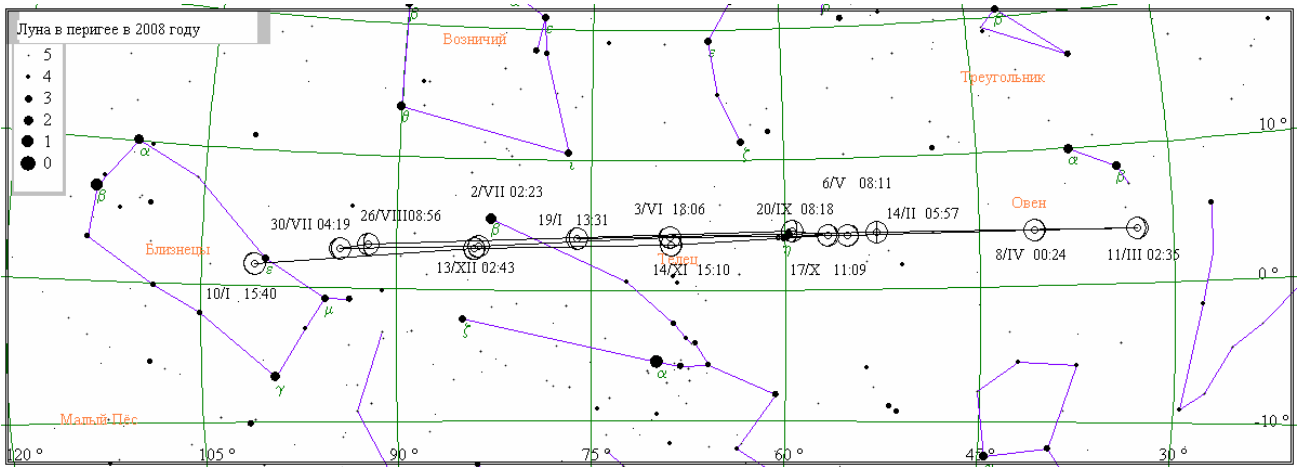 Луна в перигее в 2008 году
5
4
3
2
1
0
β
α
ε
β
β
Возничий
ε
Треугольник
θ
10 °
α
ι
ζ
α
β
6/V 08:11
β
2/VII 02:23
3/VI 18:06
20/IX 08:18
14/II 05:57
30/VII 04:19
26/VIII 08:56
19/I 13:31
β
Овен
Близнецы
η
Телец
ε
13/XII 02:43
14/XI 15:10
17/X 11:09
8/IV 00:24
11/III 02:35
0 °
10/I 15:40
μ
ζ
α
γ
Малый Пёс
-10 °
120 °
105 °
90 °
75 °
60 °
45 °
30 °